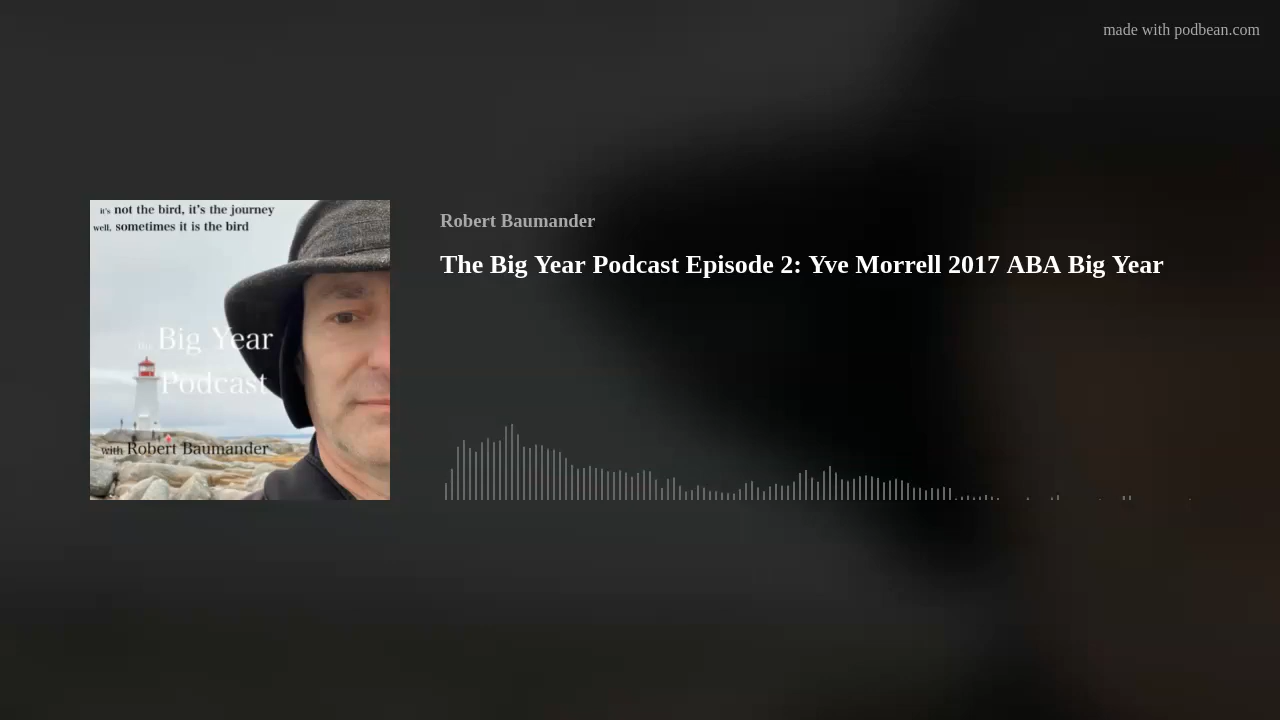 made with podbean.com
it's not the bird, it's the journey
well, sometimes it is the bird
Robert Baumander
The Big Year Podcast Episode 2: Yve Morrell 2017 ABA Big Year
The Big Year
Podcast
with Robert Baumander